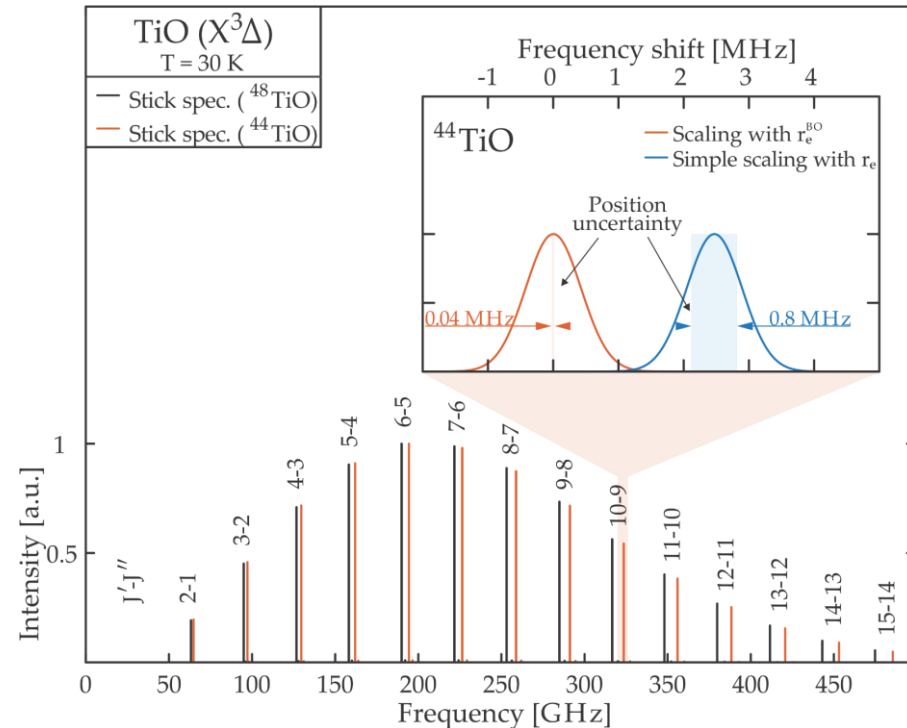 TiO (X³Δ)
T = 30 K
Stick spec. (⁴⁸TiO)
Stick spec. (⁴⁴TiO)
Frequency shift [MHz]
-1 0 1 2 3 4
⁴⁴TiO
Scaling with rₑᴮᴼ
Simple scaling with rₑ
Position
uncertainty
0.04 MHz
0.8 MHz
Intensity [a.u.]
1
0.5
J′-J″
2-1
3-2
4-3
5-4
6-5
7-6
8-7
9-8
10-9
11-10
12-11
13-12
14-13
15-14
0 50 100 150 200 250 300 350 400 450
Frequency [GHz]